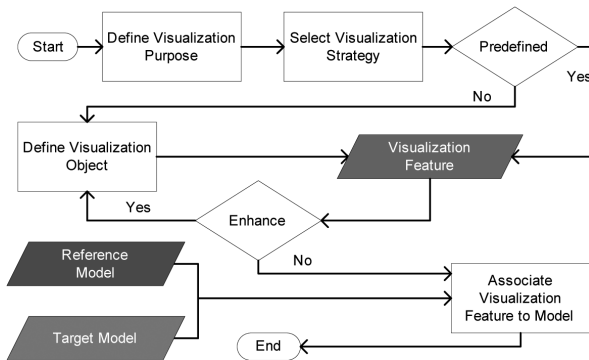 Start
Define Visualization
Purpose
Select Visualization
Strategy
Predefined
Yes
No
Define Visualization
Object
Visualization
Feature
Yes
Enhance
No
Reference
Model
Associate
Visualization
Feature to Model
Target Model
End